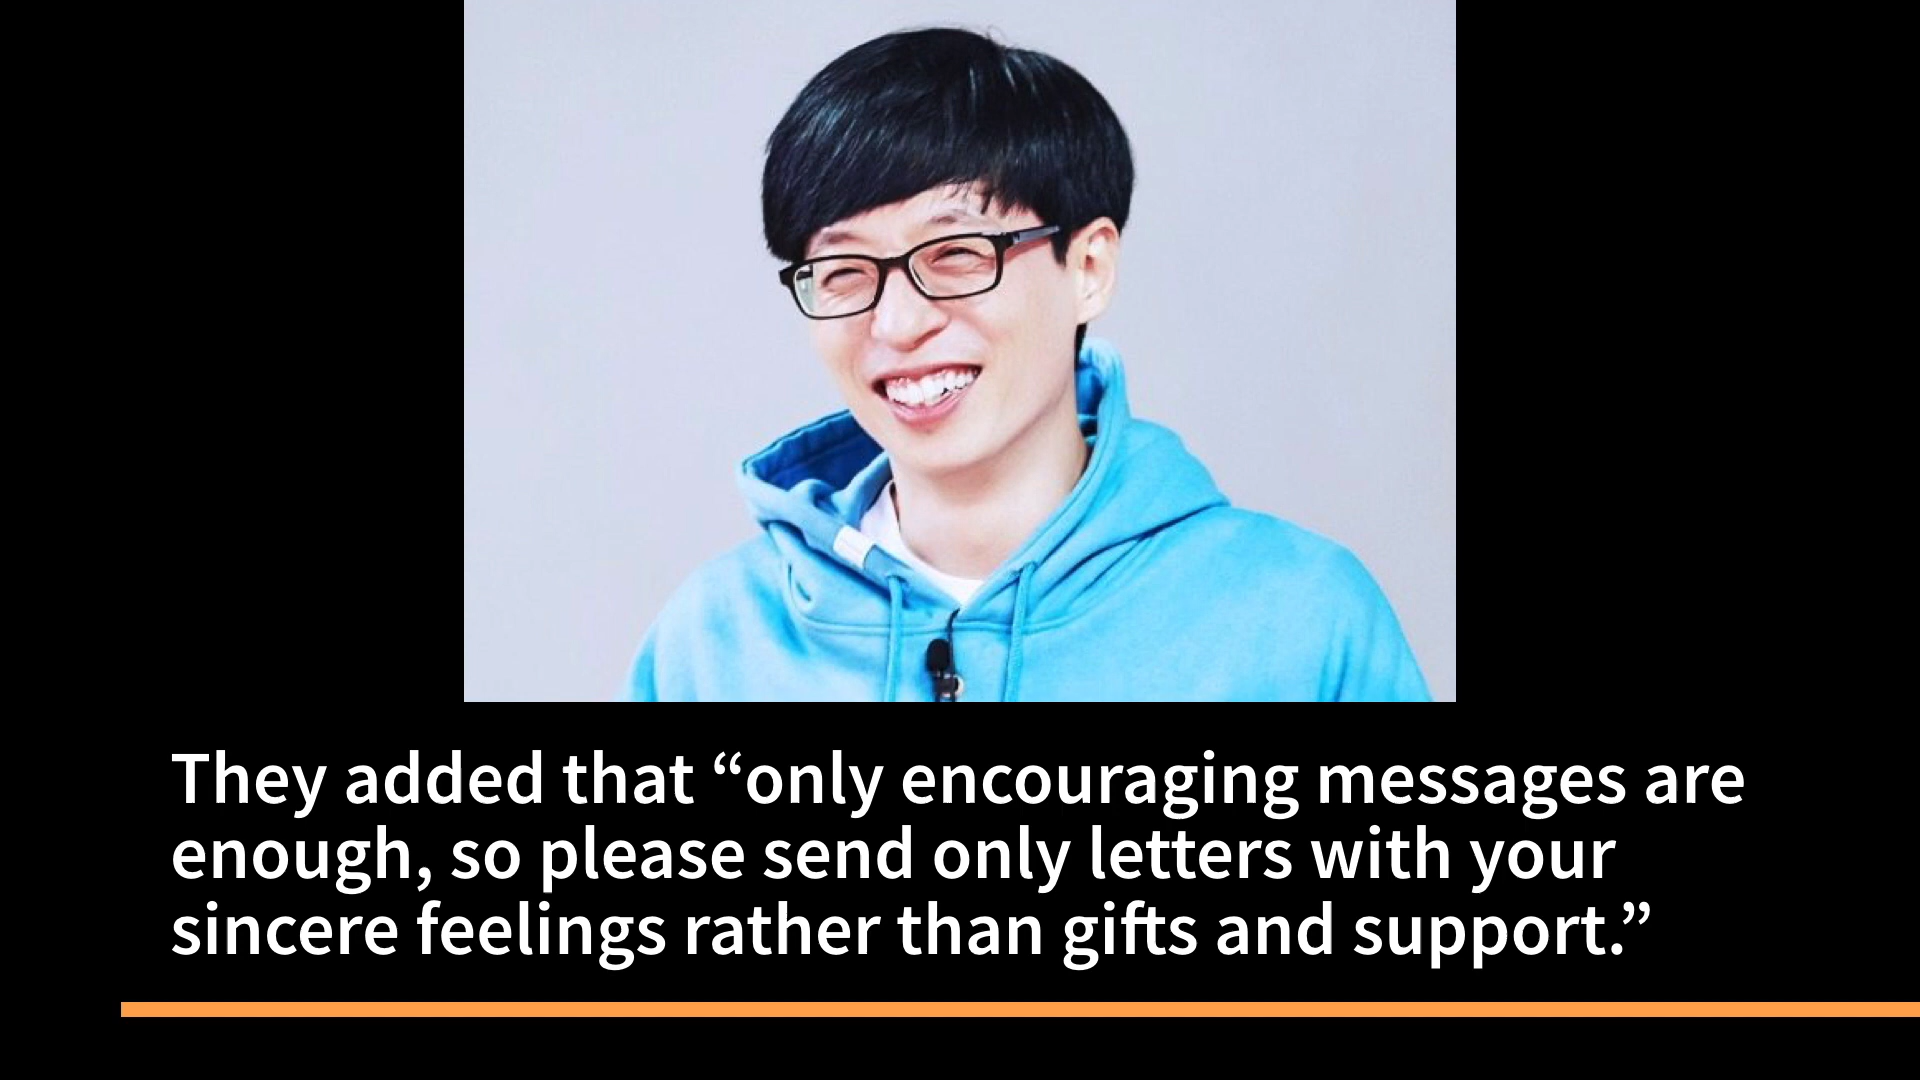 They added that “only encouraging messages are
enough, so please send only letters with your
sincere feelings rather than gifts and support.”